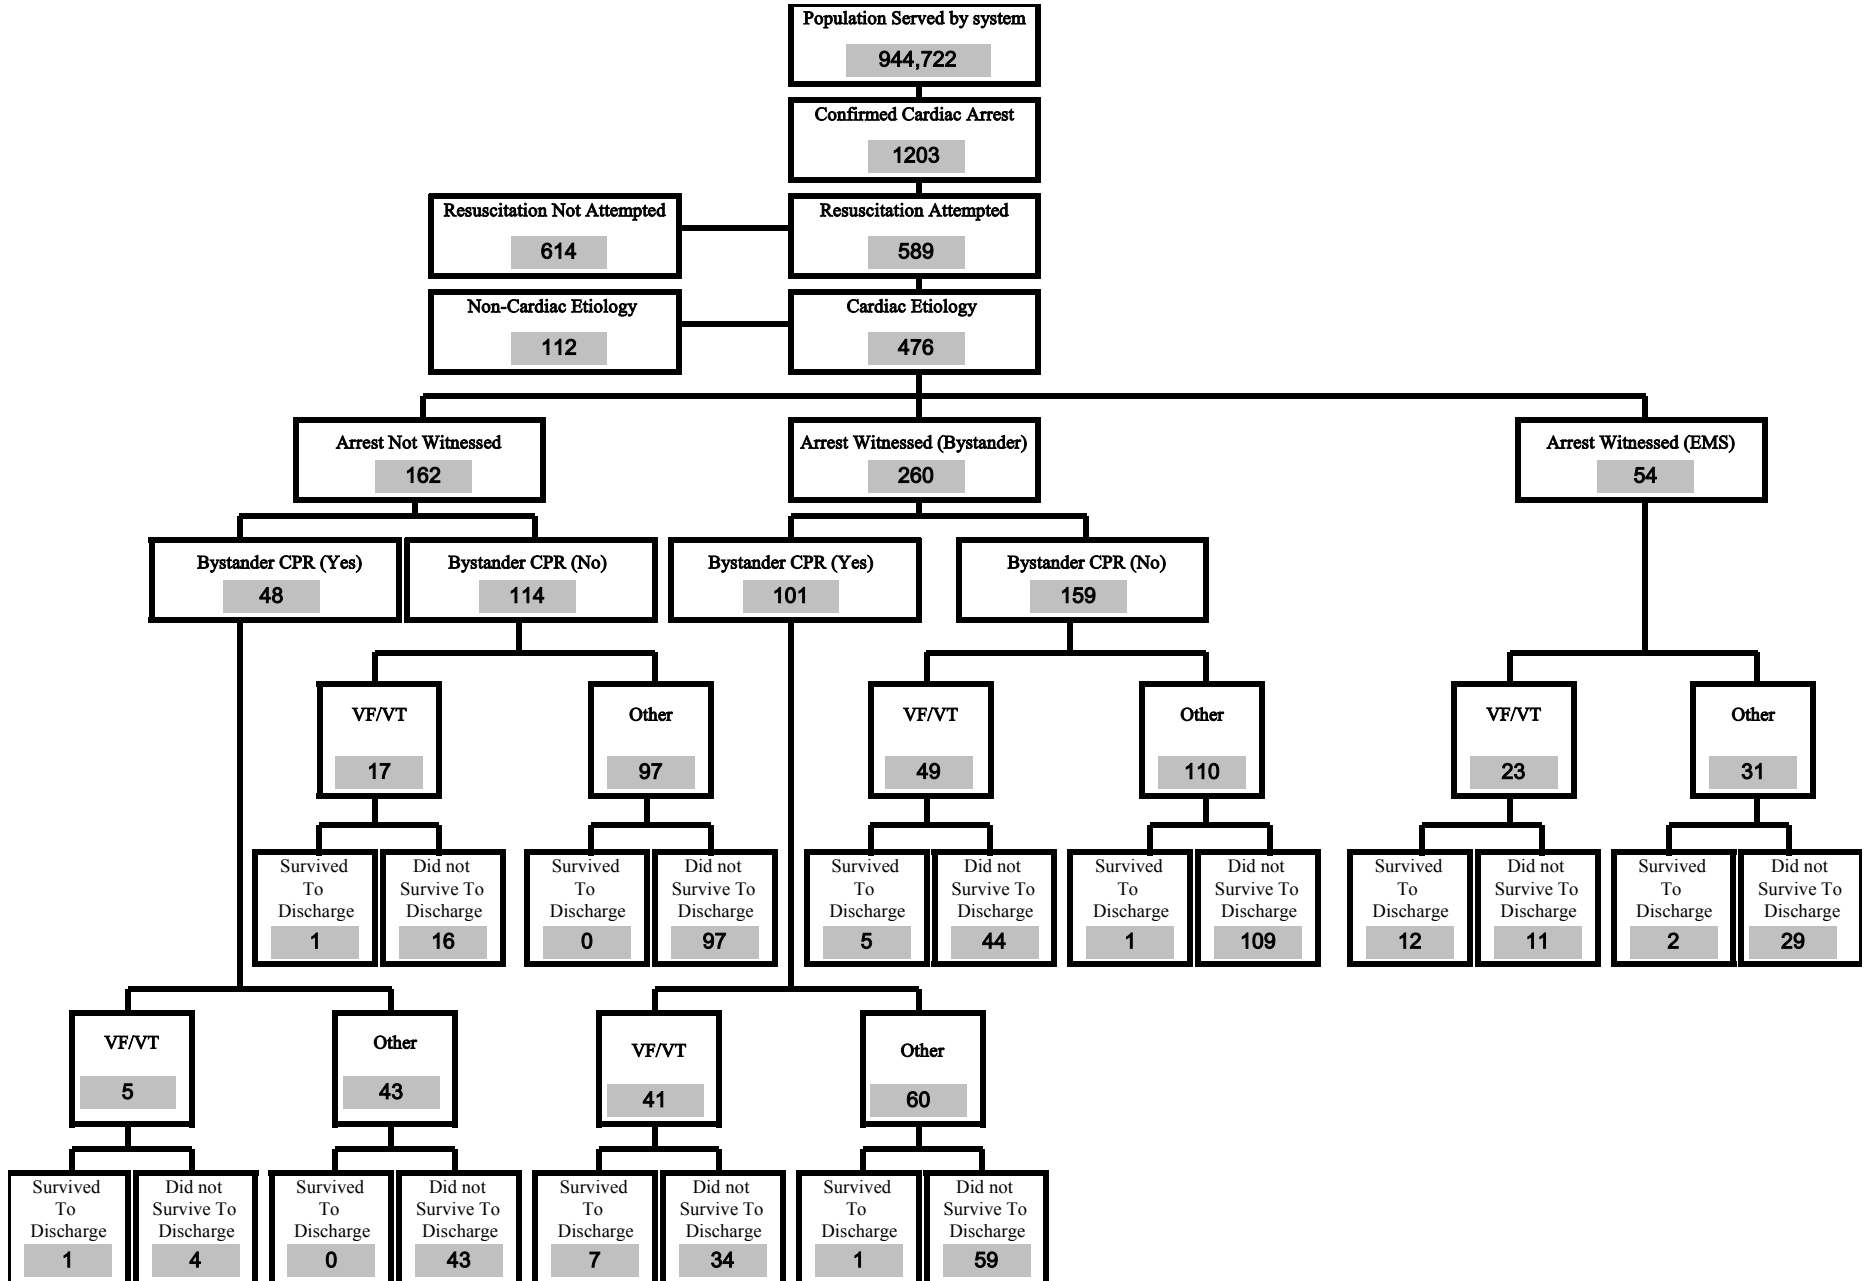 Population Served by system
944,722
Confirmed Cardiac Arrest
1203
Resuscitation Not Attempted
614
Resuscitation Attempted
589
Non-Cardiac Etiology
112
Cardiac Etiology
476
Arrest Not Witnessed
162
Arrest Witnessed (Bystander)
260
Arrest Witnessed (EMS)
54
Bystander CPR (Yes)
48
Bystander CPR (No)
114
Bystander CPR (Yes)
101
Bystander CPR (No)
159
VF/VT
17
Other
97
VF/VT
49
Other
110
VF/VT
23
Other
31
Survived
To
Discharge
1
Did not
Survive To
Discharge
16
Survived
To
Discharge
0
Did not
Survive To
Discharge
97
Survived
To
Discharge
5
Did not
Survive To
Discharge
44
Survived
To
Discharge
1
Did not
Survive To
Discharge
109
Survived
To
Discharge
12
Did not
Survive To
Discharge
11
Survived
To
Discharge
2
Did not
Survive To
Discharge
29
VF/VT
5
Other
43
VF/VT
41
Other
60
Survived
To
Discharge
1
Did not
Survive To
Discharge
4
Survived
To
Discharge
0
Did not
Survive To
Discharge
43
Survived
To
Discharge
7
Did not
Survive To
Discharge
34
Survived
To
Discharge
1
Did not
Survive To
Discharge
59